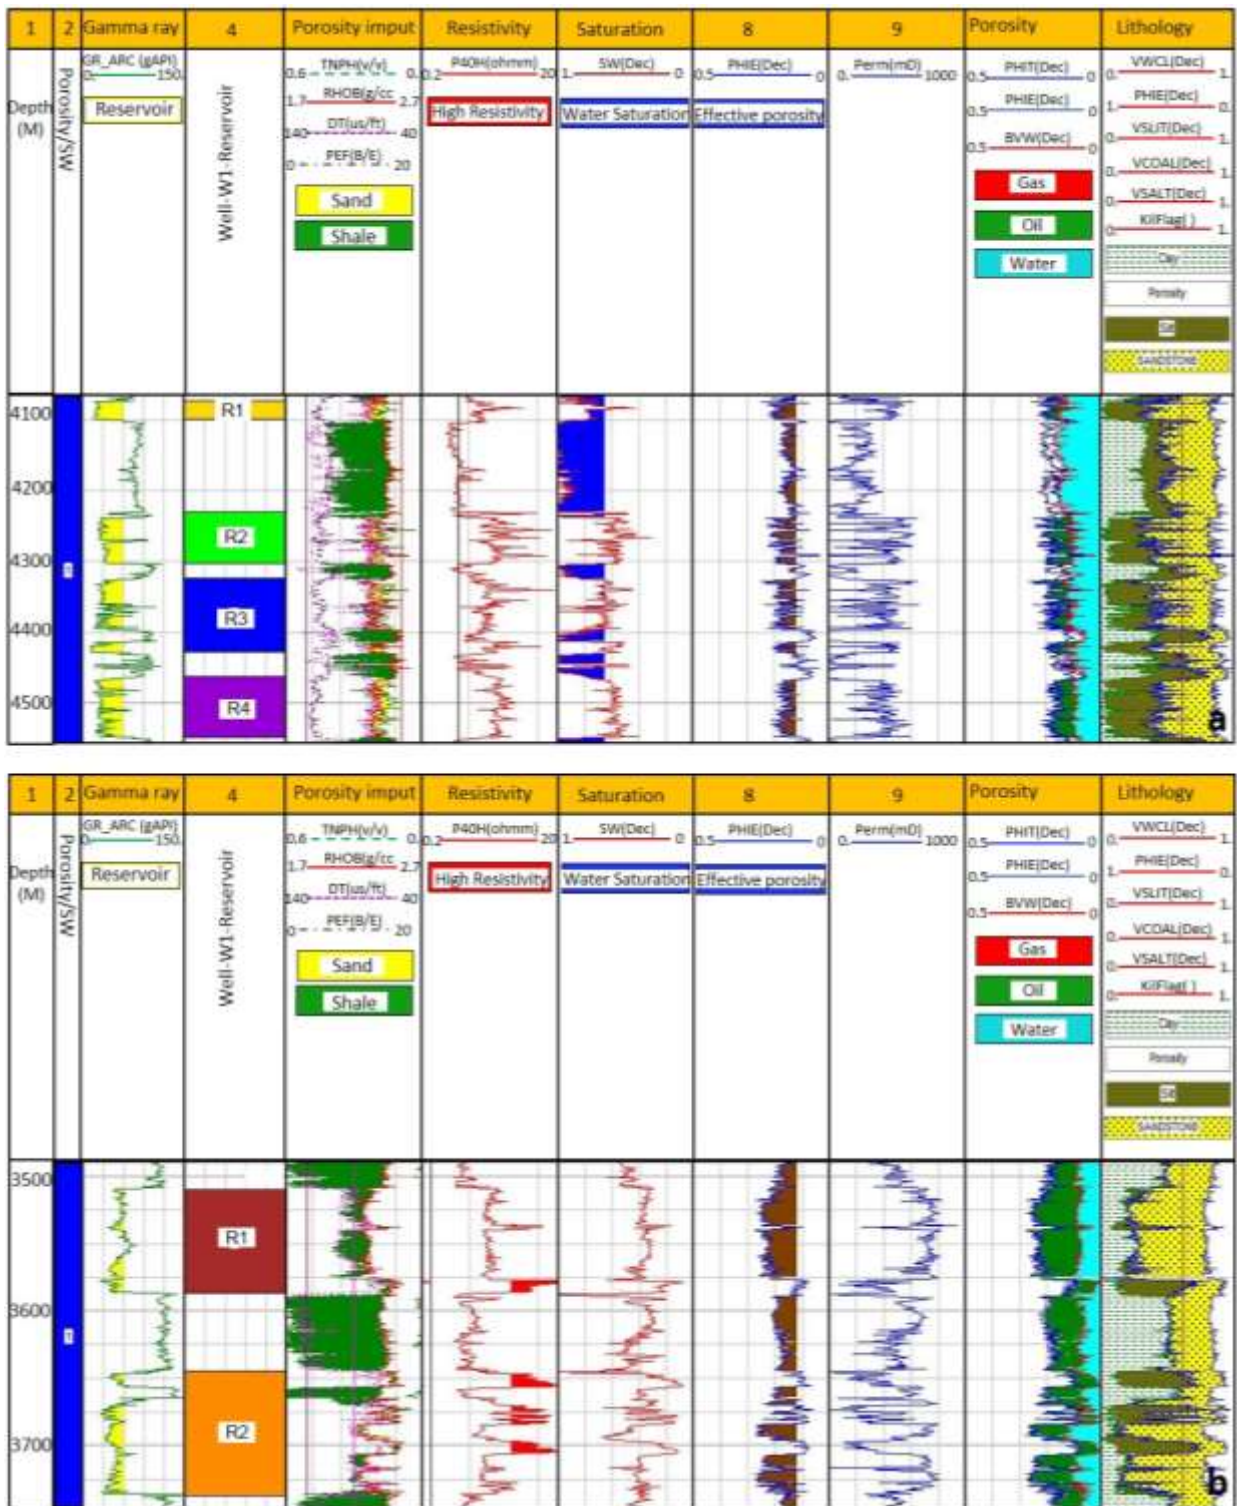 1 2 Gamma ray 4 Porosity imput Resistivity Saturation 8 9 Porosity Lithology
Depth
(M)
Porosity/SW
GR_ARC (gAPI)
0. 150.
Reservoir
Well-W1-Reservoir
TNPH(v/v)
0.6 0.
RHOB(g/cc
1.7 2.7
DT(us/ft)
140 40
PEF(B/E)
0 20
Sand
Shale
P40H(ohmm)
0.2 20
High Resistivity
SW(Dec)
1. 0
Water Saturation
PHIE(Dec)
0.5 0
Effective porosity
Perm(mD)
0. 1000
PHIT(Dec)
0.5 0
PHIE(Dec)
0.5 0
BVW(Dec)
0.5 0
Gas
Oil
Water
VWCL(Dec)
0. 1.
PHIE(Dec)
1. 0.
VSLIT(Dec)
0. 1.
VCOAL(Dec)
0. 1.
VSALT(Dec)
0. 1.
KilFlag( )
0. 1.
Clay
Porosity
Silt
SANDSTONE
4100
4200
4300
4400
4500
R1
R2
R3
R4
a
1 2 Gamma ray 4 Porosity imput Resistivity Saturation 8 9 Porosity Lithology
Depth
(M)
Porosity/SW
GR_ARC (gAPI)
0. 150.
Reservoir
Well-W1-Reservoir
TNPH(v/v)
0.6 0.
RHOB(g/cc
1.7 2.7
DT(us/ft)
140 40
PEF(B/E)
0 20
Sand
Shale
P40H(ohmm)
0.2 20
High Resistivity
SW(Dec)
1. 0
Water Saturation
PHIE(Dec)
0.5 0
Effective porosity
Perm(mD)
0. 1000
PHIT(Dec)
0.5 0
PHIE(Dec)
0.5 0
BVW(Dec)
0.5 0
Gas
Oil
Water
VWCL(Dec)
0. 1.
PHIE(Dec)
1. 0.
VSLIT(Dec)
0. 1.
VCOAL(Dec)
0. 1.
VSALT(Dec)
0. 1.
KilFlag( )
0. 1.
Clay
Porosity
Silt
SANDSTONE
3500
3600
3700
R1
R2
b